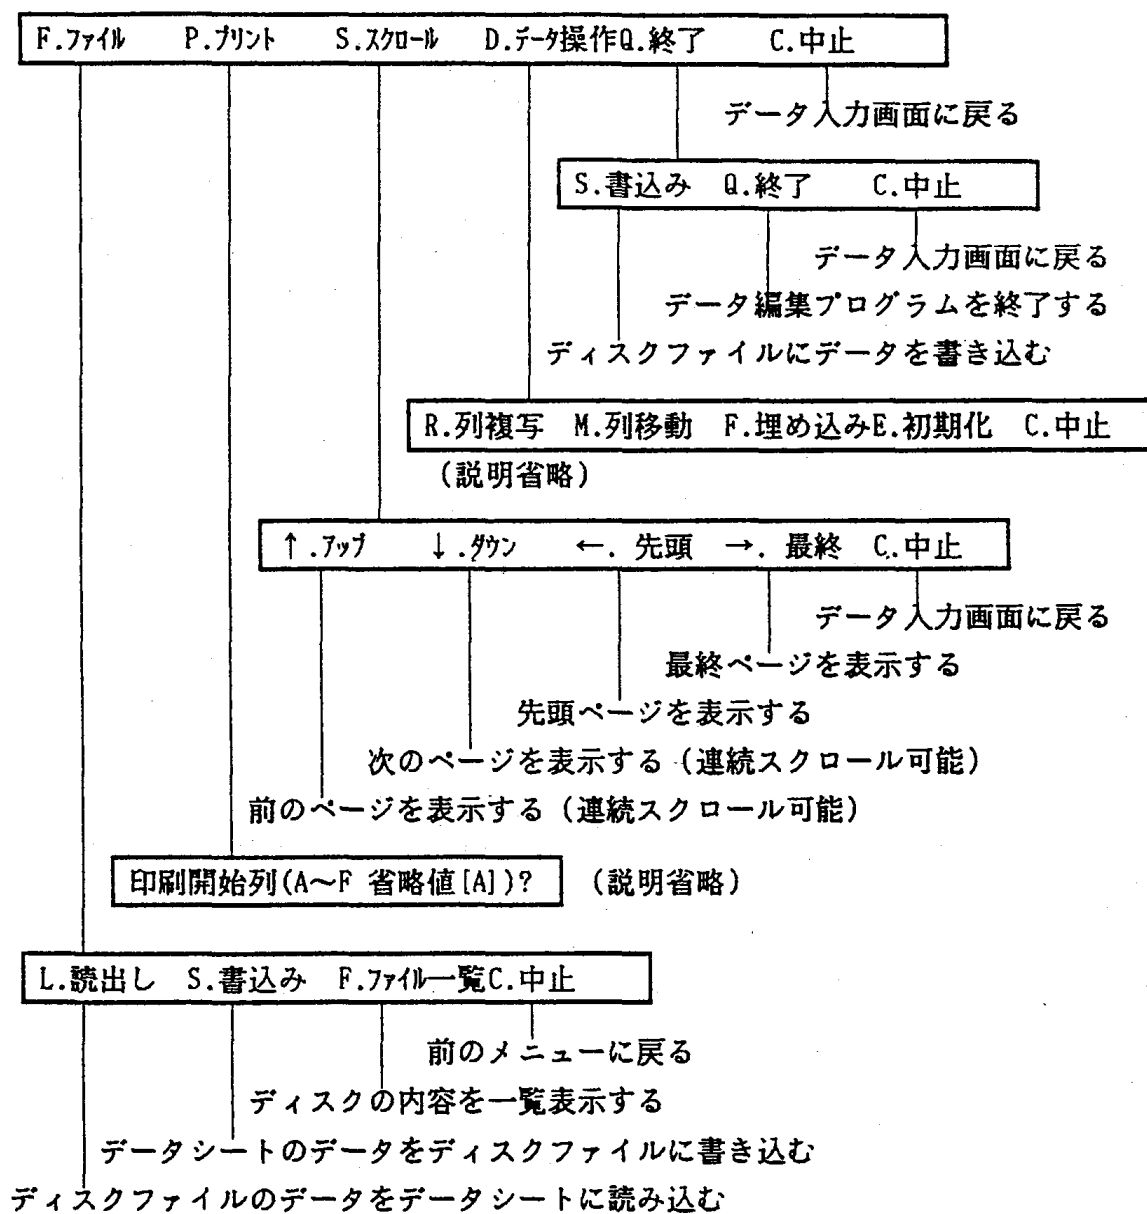 F.ファイル P.プリント S.スクロール D.データ操作Q.終了 C.中止
データ入力画面に戻る
S.書込み Q.終了 C.中止
データ入力画面に戻る
データ編集プログラムを終了する
ディスクファイルにデータを書き込む
R.列複写 M.列移動 F.埋め込みE.初期化 C.中止
(説明省略)
↑.アップ ↓.ダウン ←. 先頭 →. 最終 C.中止
データ入力画面に戻る
最終ページを表示する
先頭ページを表示する
次のページを表示する(連続スクロール可能)
前のページを表示する(連続スクロール可能)
印刷開始列(A～F 省略値[A])? (説明省略)
L.読出し S.書込み F.ファイル一覧C.中止
前のメニューに戻る
ディスクの内容を一覧表示する
データシートのデータをディスクファイルに書き込む
ディスクファイルのデータをデータシートに読み込む